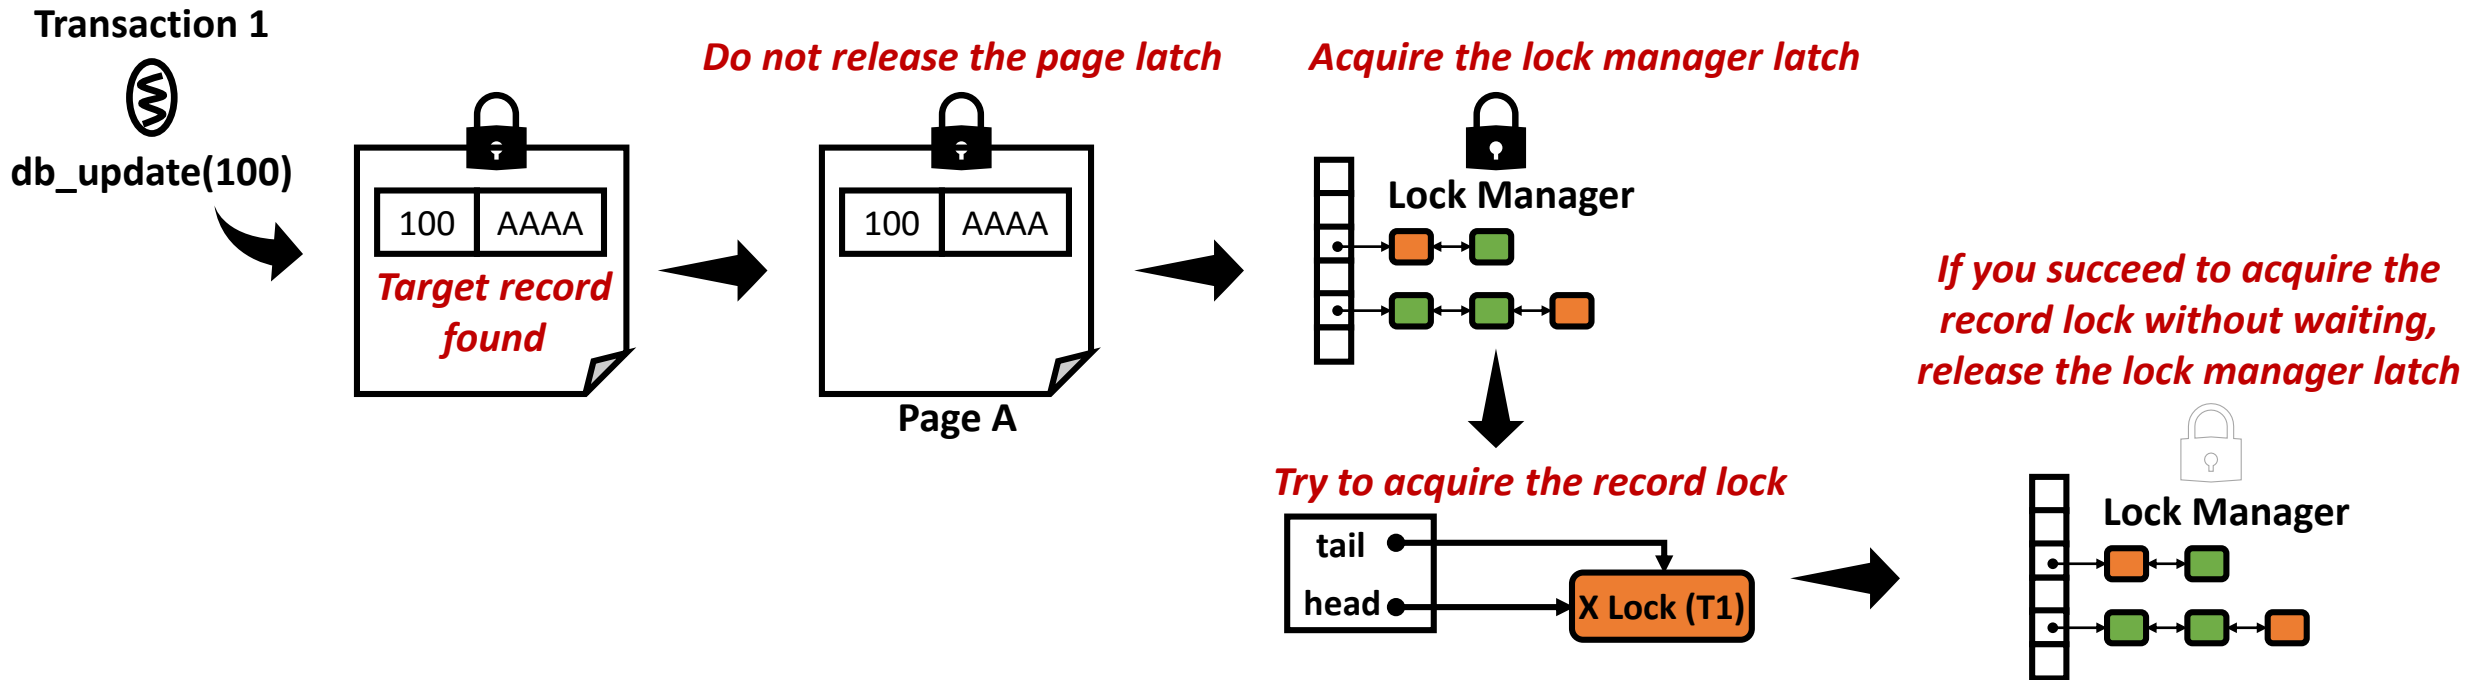 Transaction 1
db_update(100)
100 AAAA
Target record
found
Do not release the page latch
100 AAAA
Page A
Acquire the lock manager latch
Lock Manager
Try to acquire the record lock
tail
head
X Lock (T1)
If you succeed to acquire the
record lock without waiting,
release the lock manager latch
Lock Manager